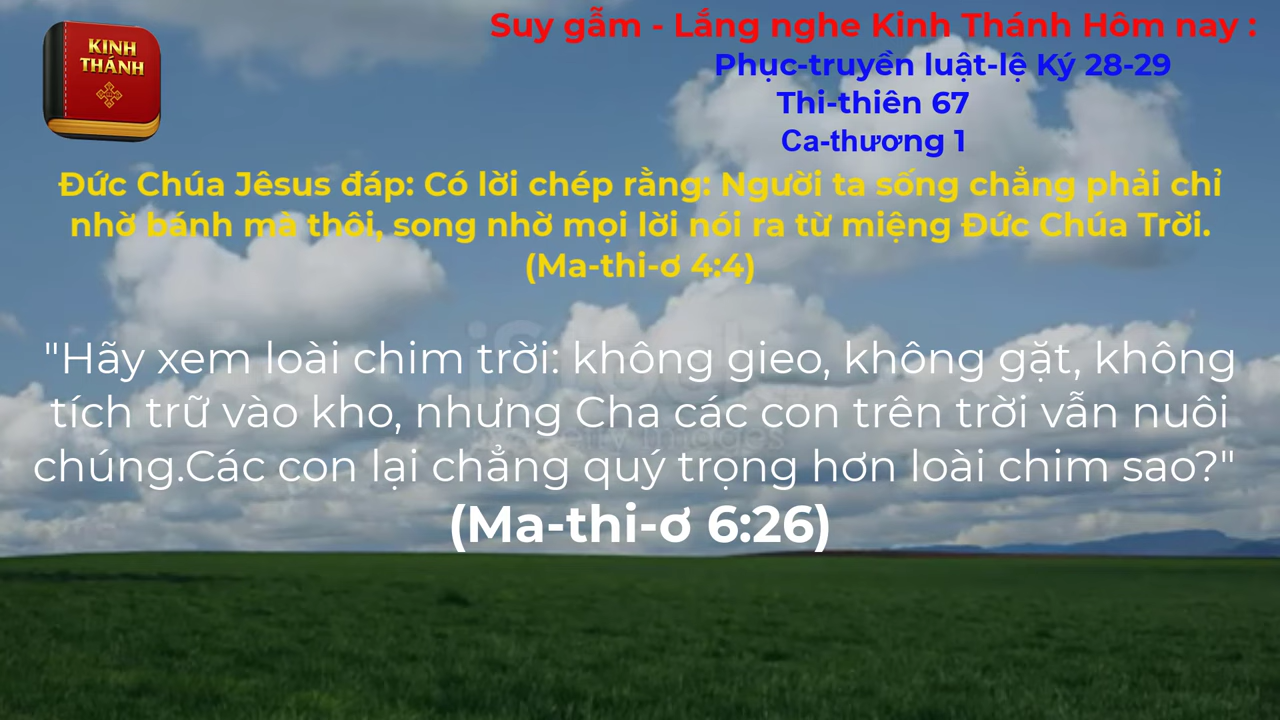 KINH
THÁNH
Suy gẫm - Lắng nghe Kinh Thánh Hôm nay :
Phục-truyền luật-lệ Ký 28-29
Thi-thiên 67
Ca-thương 1
Đức Chúa Jêsus đáp: Có lời chép rằng: Người ta sống chẳng phải chỉ
nhờ bánh mà thôi, song nhờ mọi lời nói ra từ miệng Đức Chúa Trời.
(Ma-thi-ơ 4:4)
"Hãy xem loài chim trời: không gieo, không gặt, không
tích trữ vào kho, nhưng Cha các con trên trời vẫn nuôi
chúng.Các con lại chẳng quý trọng hơn loài chim sao?"
(Ma-thi-ơ 6:26)